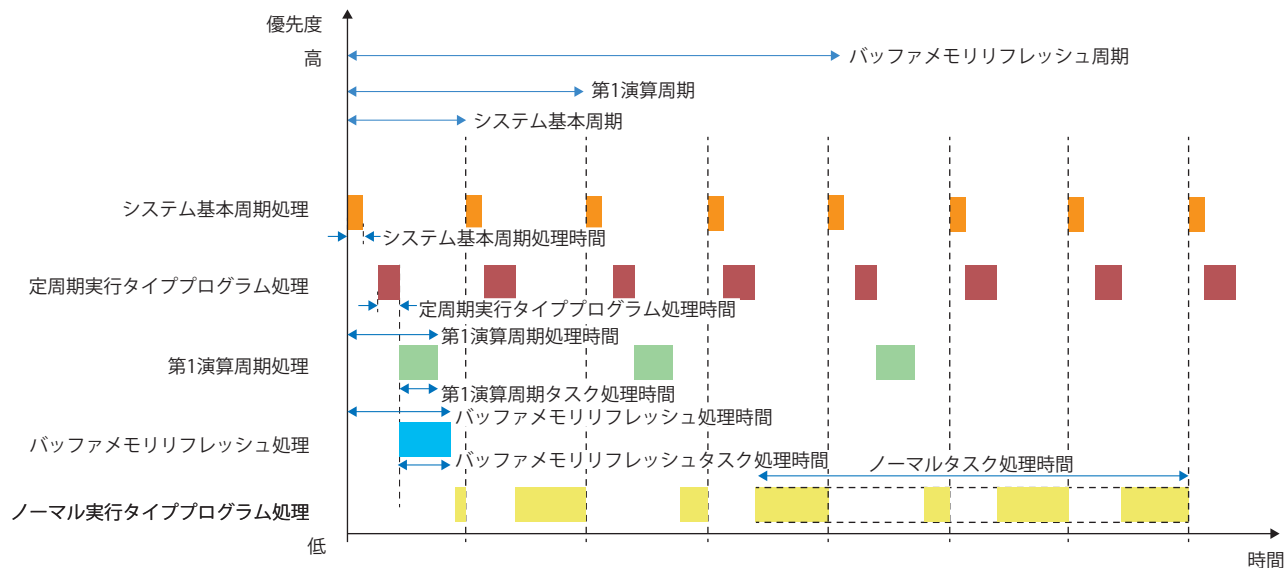 優先度
高
バッファメモリリフレッシュ周期
第1演算周期
システム基本周期
システム基本周期処理
システム基本周期処理時間
定周期実行タイププログラム処理
定周期実行タイププログラム処理時間
第1演算周期処理時間
第1演算周期処理
第1演算周期タスク処理時間
バッファメモリリフレッシュ処理時間
バッファメモリリフレッシュ処理
バッファメモリリフレッシュタスク処理時間
ノーマルタスク処理時間
ノーマル実行タイププログラム処理
低
時間